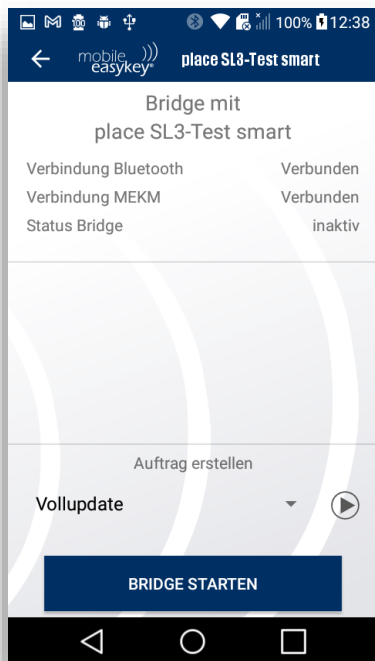 100% 12:38
mobile easykey® place SL3-Test smart
Bridge mit
place SL3-Test smart
Verbindung Bluetooth Verbunden
Verbindung MEKM Verbunden
Status Bridge inaktiv
Auftrag erstellen
Vollupdate
BRIDGE STARTEN